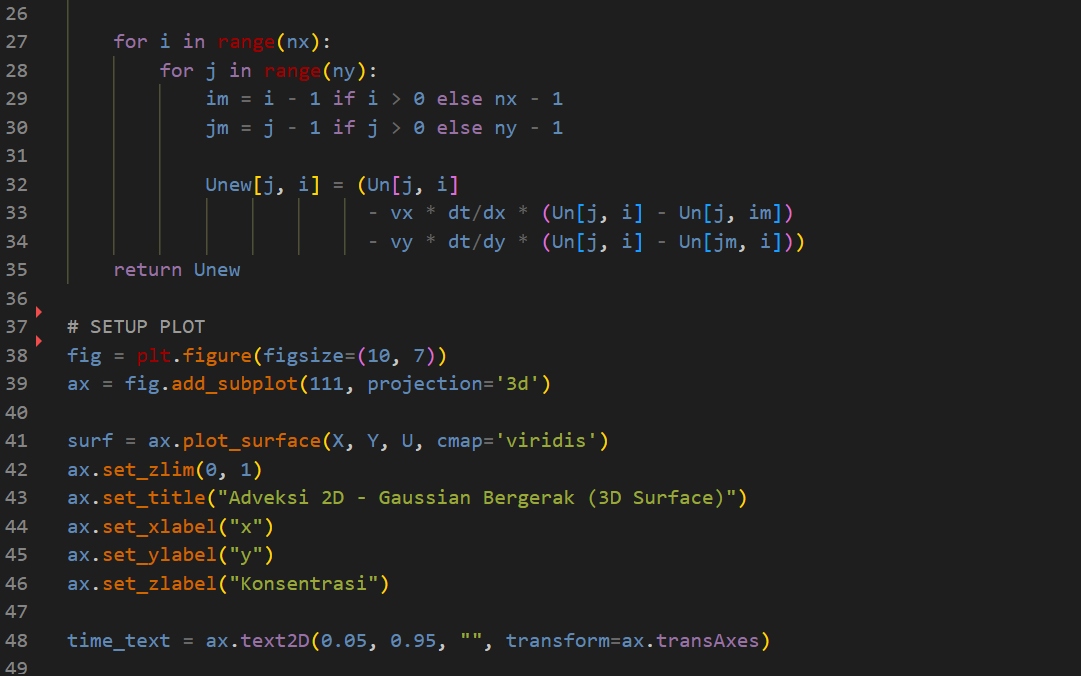 26
27 for i in range(nx):
28 for j in range(ny):
29 im = i - 1 if i > 0 else nx - 1
30 jm = j - 1 if j > 0 else ny - 1
31
32 Unew[j, i] = (Un[j, i]
33 - vx * dt/dx * (Un[j, i] - Un[j, im])
34 - vy * dt/dy * (Un[j, i] - Un[jm, i]))
35 return Unew
36
37 # SETUP PLOT
38 fig = plt.figure(figsize=(10, 7))
39 ax = fig.add_subplot(111, projection='3d')
40
41 surf = ax.plot_surface(X, Y, U, cmap='viridis')
42 ax.set_zlim(0, 1)
43 ax.set_title("Adveksi 2D - Gaussian Bergerak (3D Surface)")
44 ax.set_xlabel("x")
45 ax.set_ylabel("y")
46 ax.set_zlabel("Konsentrasi")
47
48 time_text = ax.text2D(0.05, 0.95, "", transform=ax.transAxes)
49